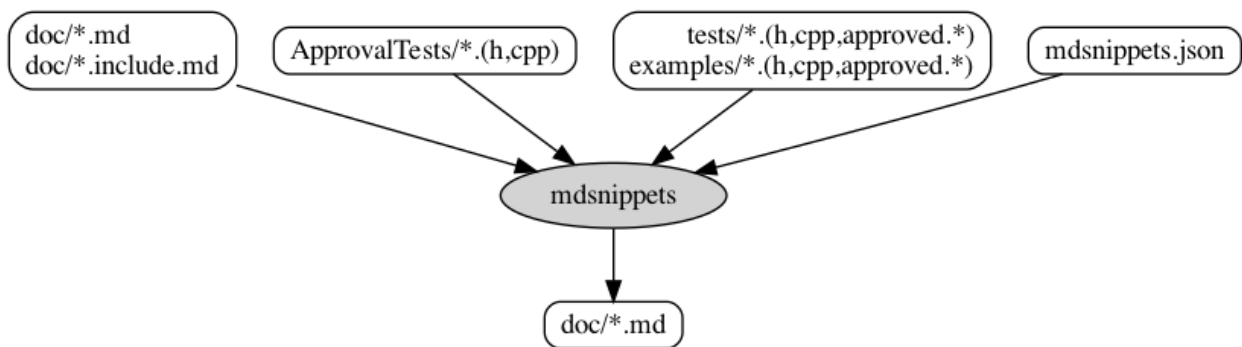 doc/*.md
doc/*.include.md
ApprovalTests/*.(h,cpp)
tests/*.(h,cpp,approved.*)
examples/*.(h,cpp,approved.*)
mdsnippets.json
mdsnippets
doc/*.md